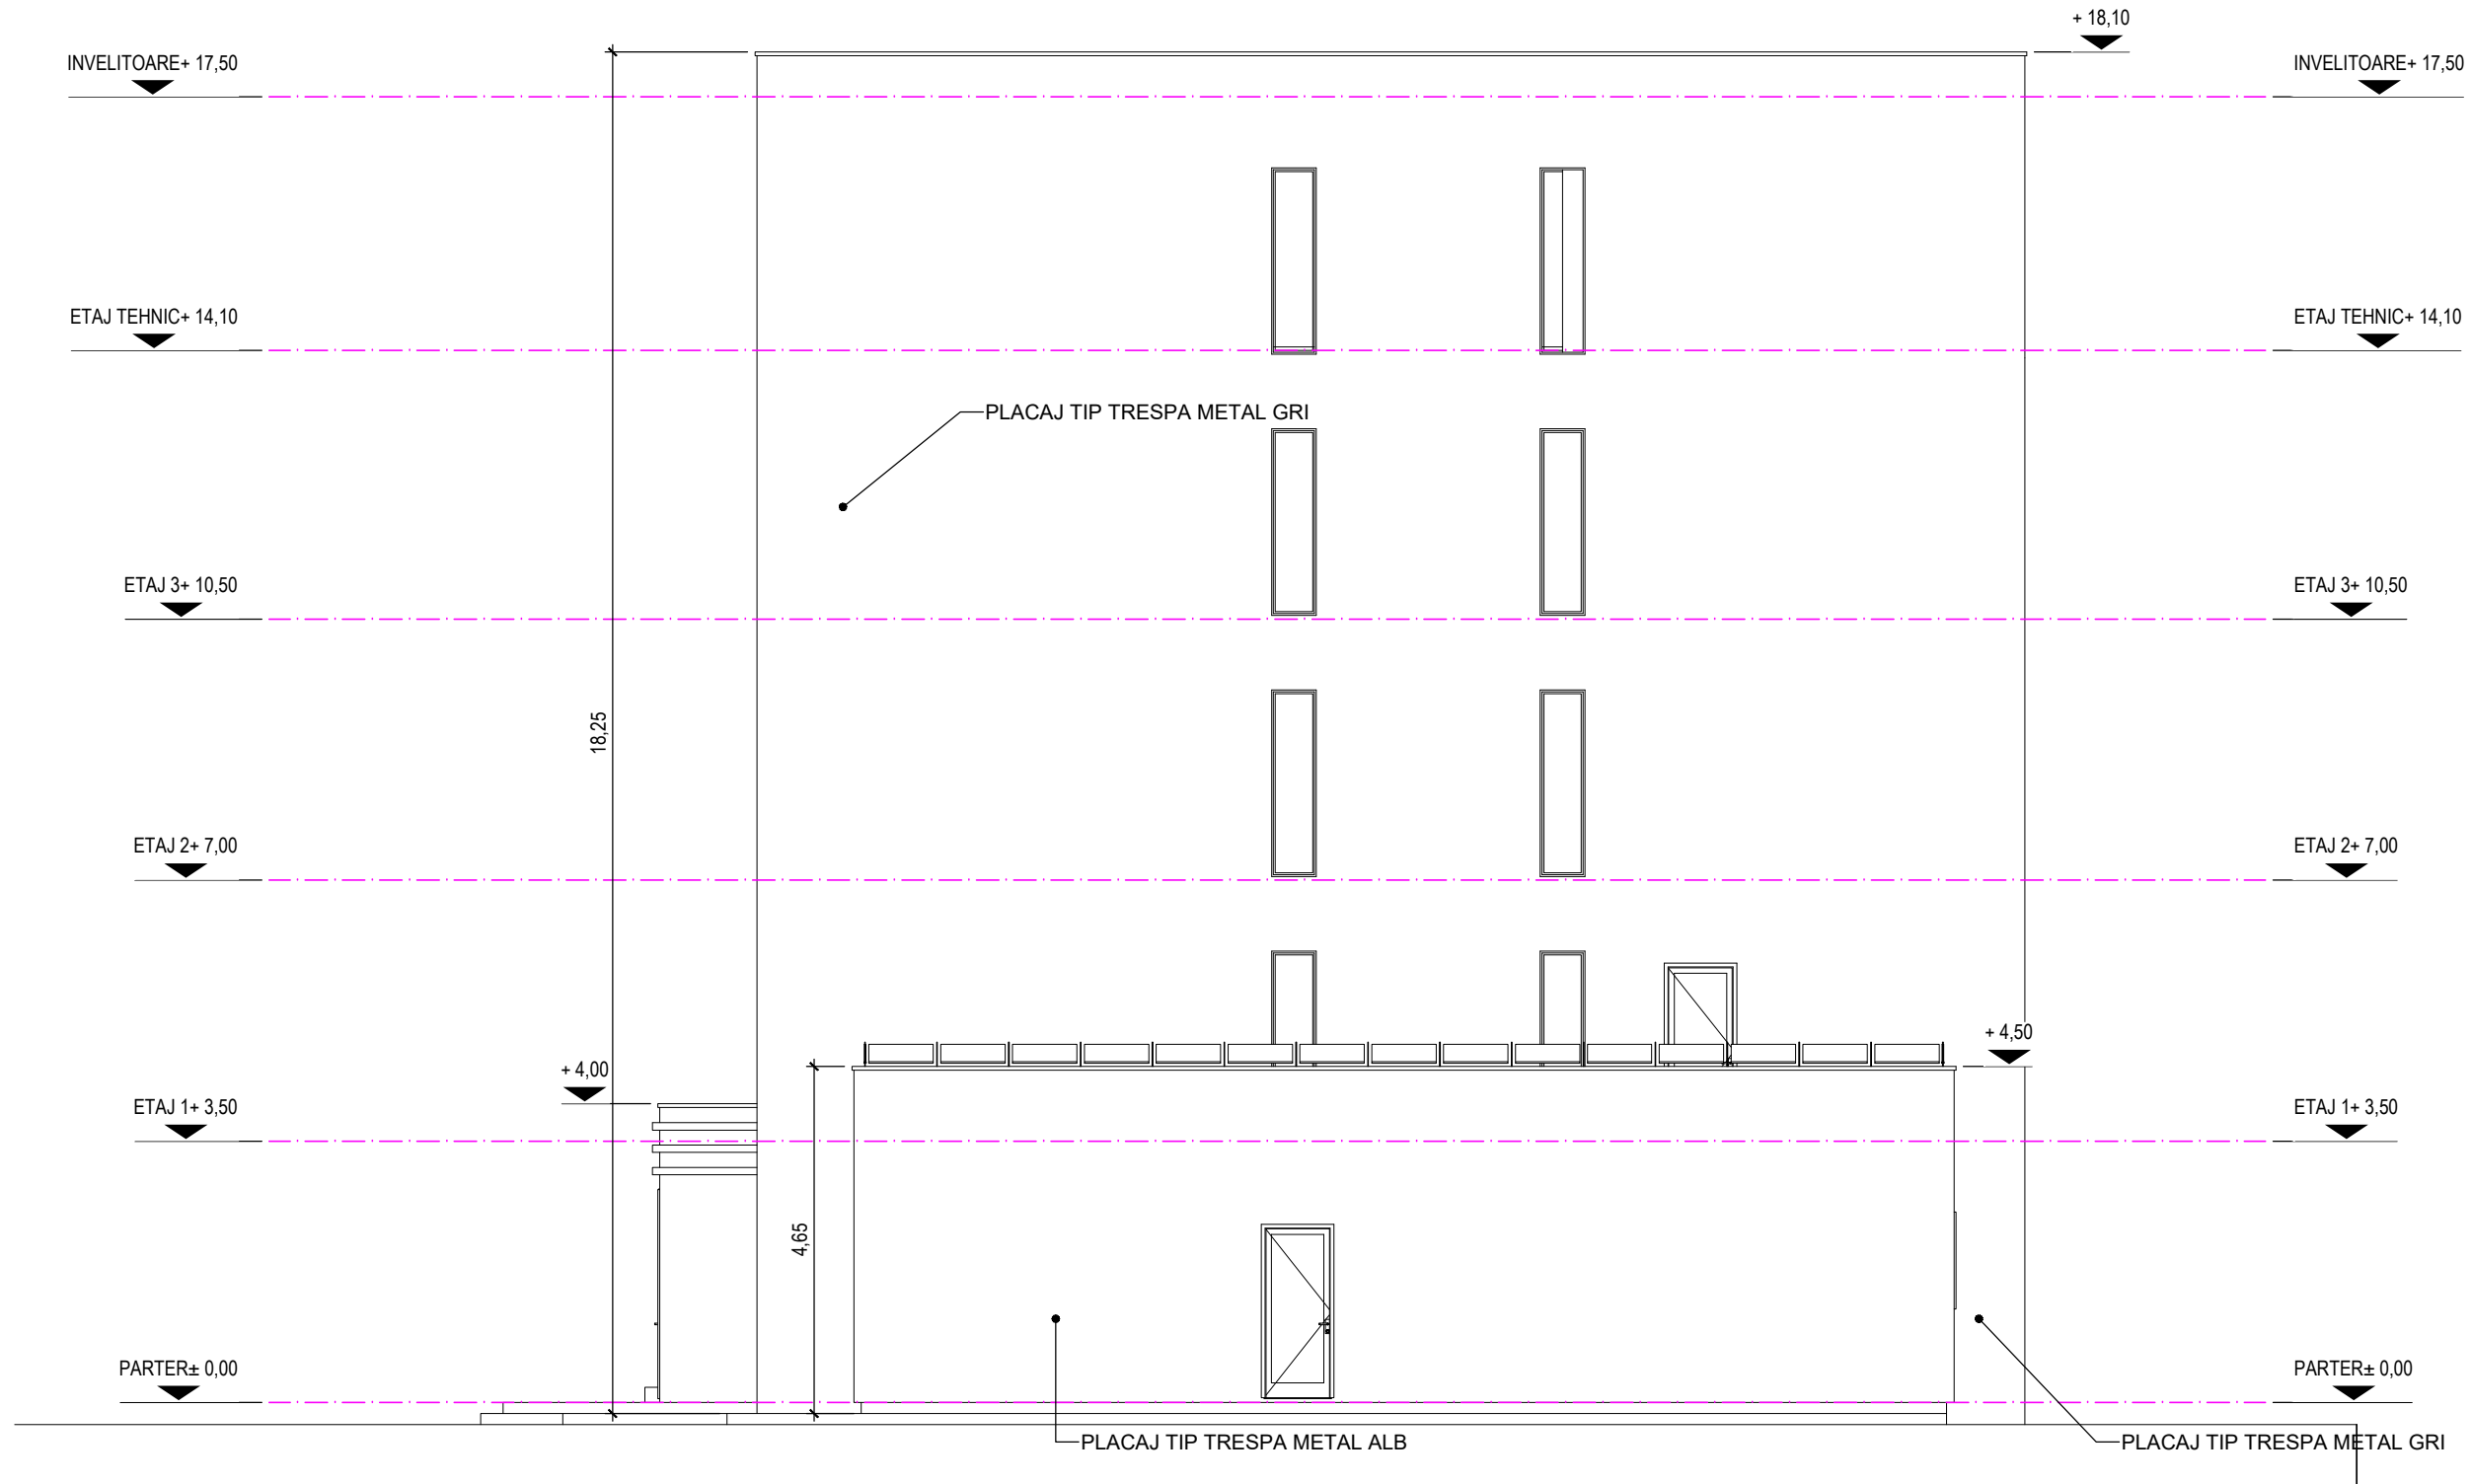 + 18,10
INVELITOARE+ 17,50
INVELITOARE+ 17,50
ETAJ TEHNIC+ 14,10
ETAJ TEHNIC+ 14,10
PLACAJ TIP TRESPA METAL GRI
ETAJ 3+ 10,50
ETAJ 3+ 10,50
18,25
ETAJ 2+ 7,00
ETAJ 2+ 7,00
+ 4,50
+ 4,00
ETAJ 1+ 3,50
ETAJ 1+ 3,50
4,65
PARTER± 0,00
PARTER± 0,00
PLACAJ TIP TRESPA METAL ALB
PLACAJ TIP TRESPA METAL GRI